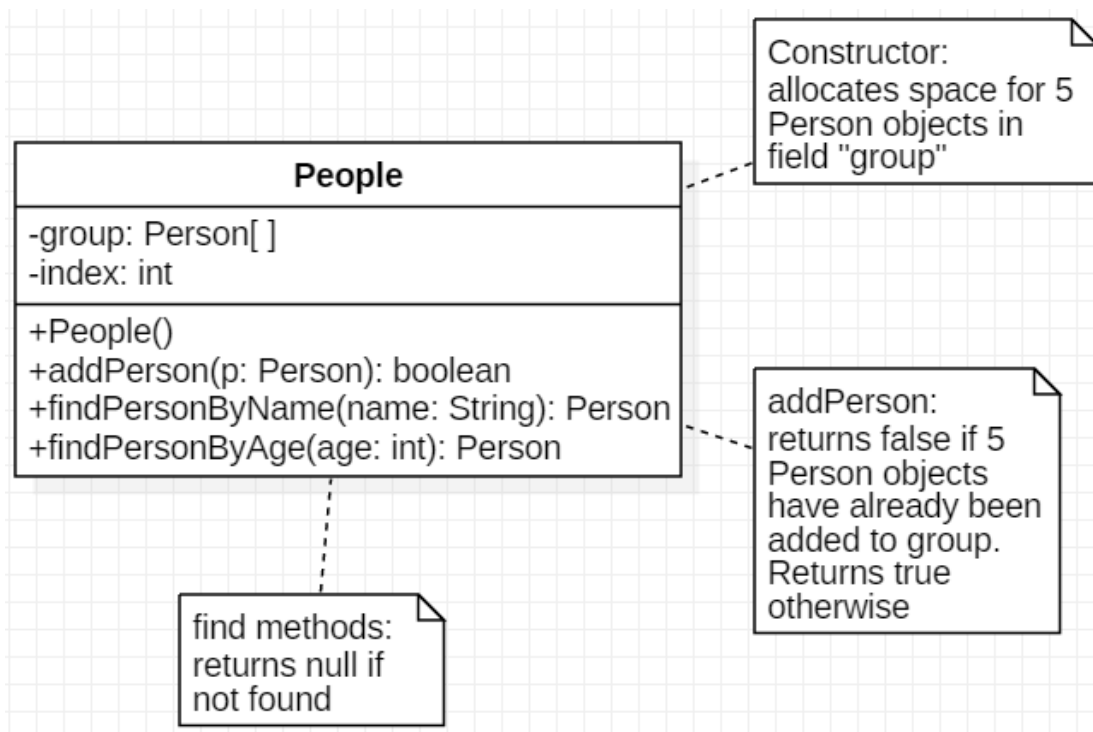 Constructor:
allocates space for 5
Person objects in
field "group"
People
-group: Person[ ]
-index: int
+People()
+addPerson(p: Person): boolean
+findPersonByName(name: String): Person
+findPersonByAge(age: int): Person
addPerson:
returns false if 5
Person objects
have already been
added to group.
Returns true
otherwise
find methods:
returns null if
not found